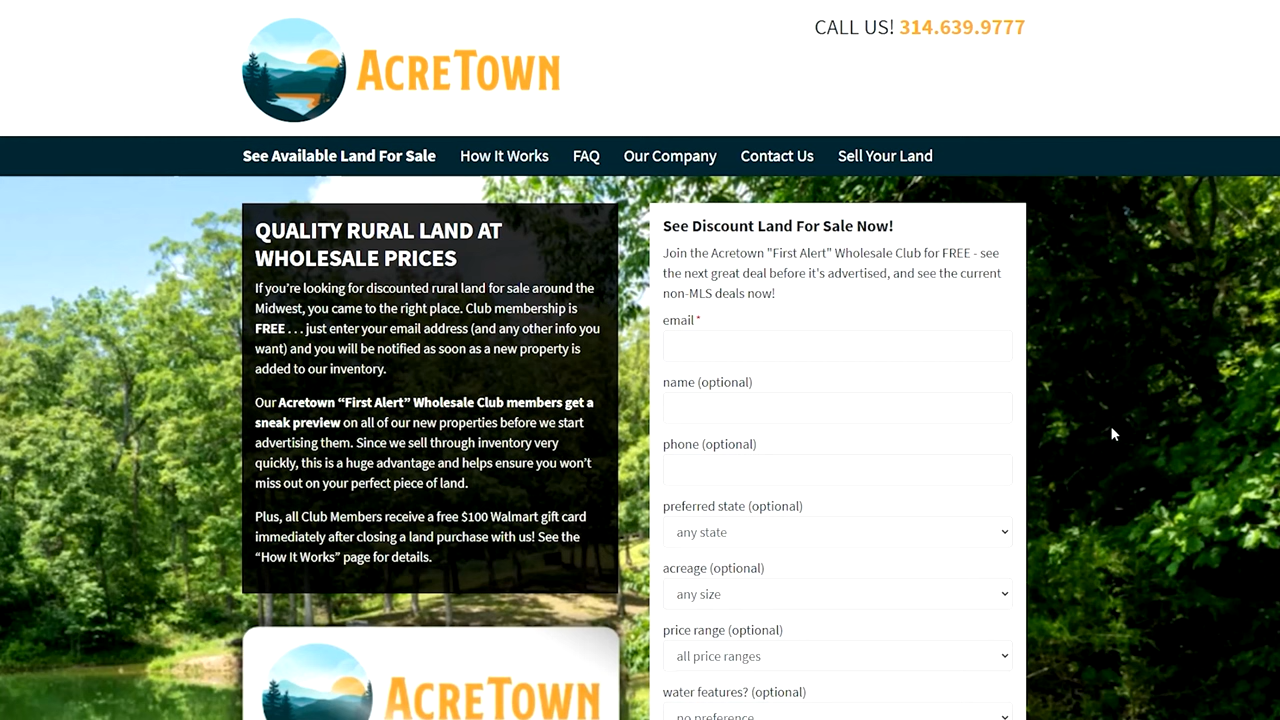 ACRETOWN
CALL US! 314.639.9777
See Available Land For Sale How It Works FAQ Our Company Contact Us Sell Your Land
QUALITY RURAL LAND AT
WHOLESALE PRICES
If you’re looking for discounted rural land for sale around the
Midwest, you came to the right place. Club membership is
FREE . . . just enter your email address (and any other info you
want) and you will be notified as soon as a new property is
added to our inventory.
Our Acretown “First Alert” Wholesale Club members get a
sneak preview on all of our new properties before we start
advertising them. Since we sell through inventory very
quickly, this is a huge advantage and helps ensure you won’t
miss out on your perfect piece of land.
Plus, all Club Members receive a free $100 Walmart gift card
immediately after closing a land purchase with us! See the
“How It Works” page for details.
ACRETOWN
See Discount Land For Sale Now!
Join the Acretown "First Alert" Wholesale Club for FREE - see
the next great deal before it's advertised, and see the current
non-MLS deals now!
email *
name (optional)
phone (optional)
preferred state (optional)
any state
acreage (optional)
any size
price range (optional)
all price ranges
water features? (optional)
no preference